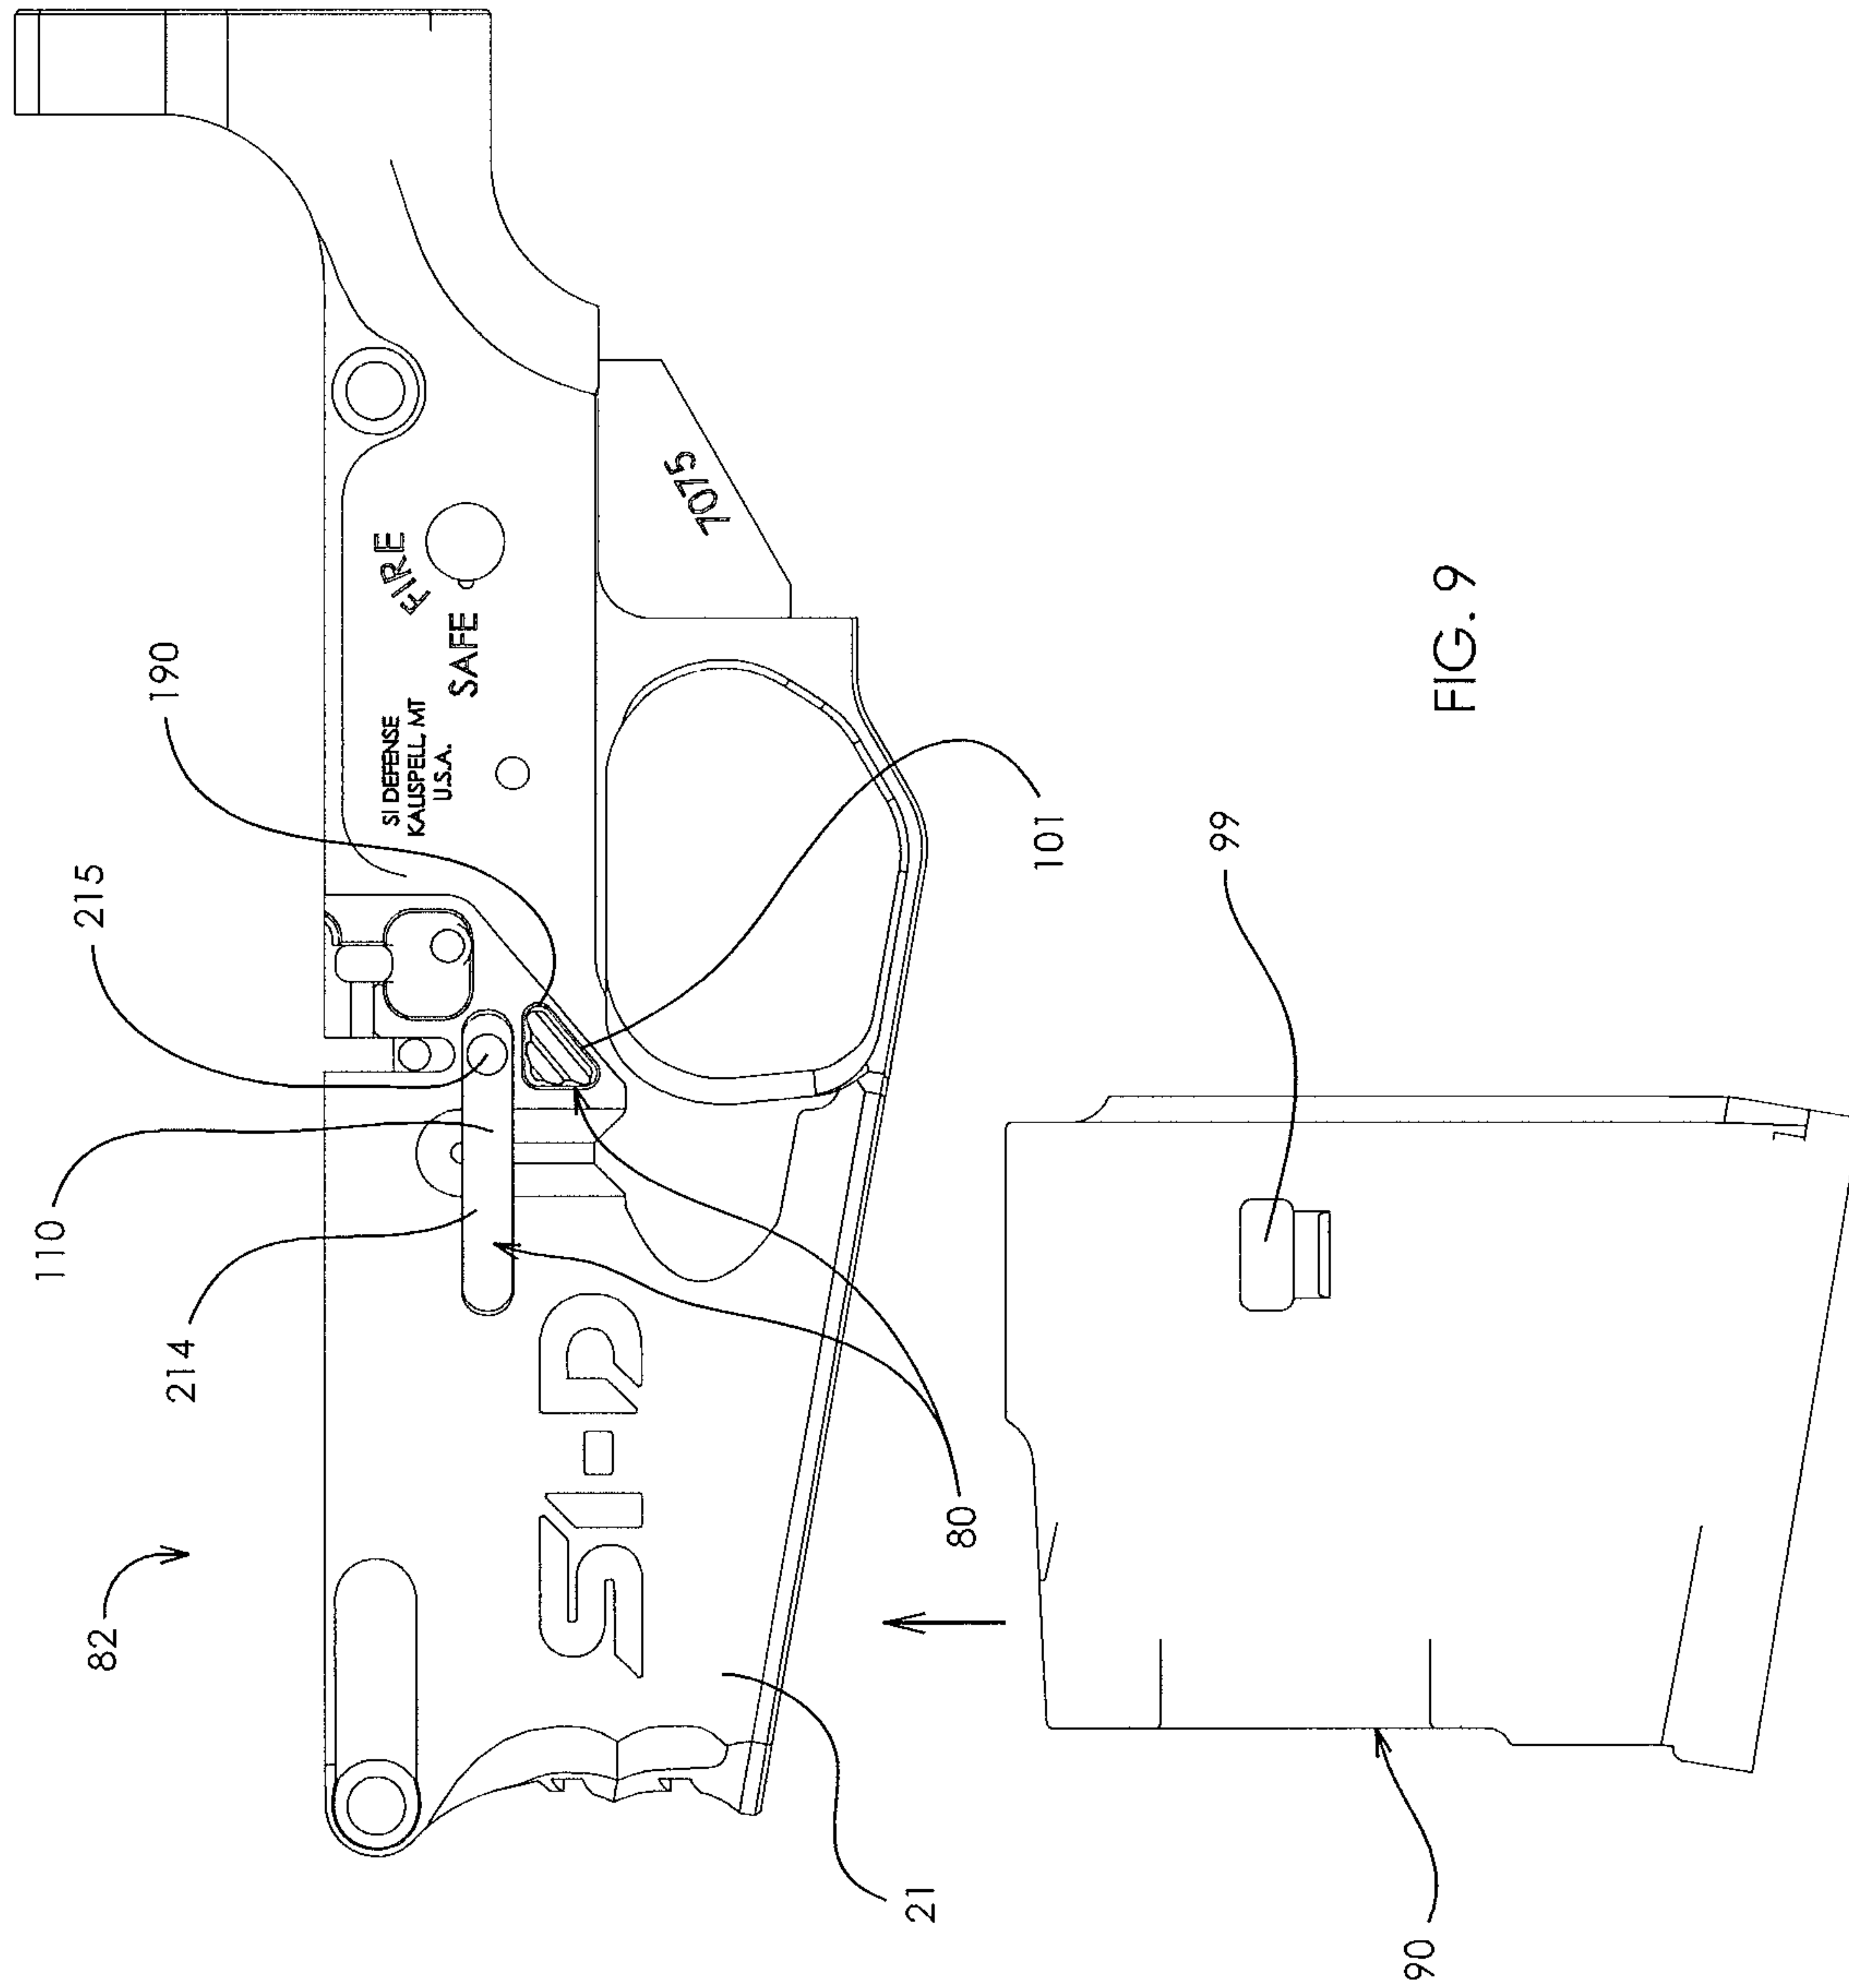 110
215
82
214
190
SI DEFENSE
KALISPELL, MT
U.S.A.
FIRE
SAFE
SI-D
7075
21
80
101
99
90
FIG. 9